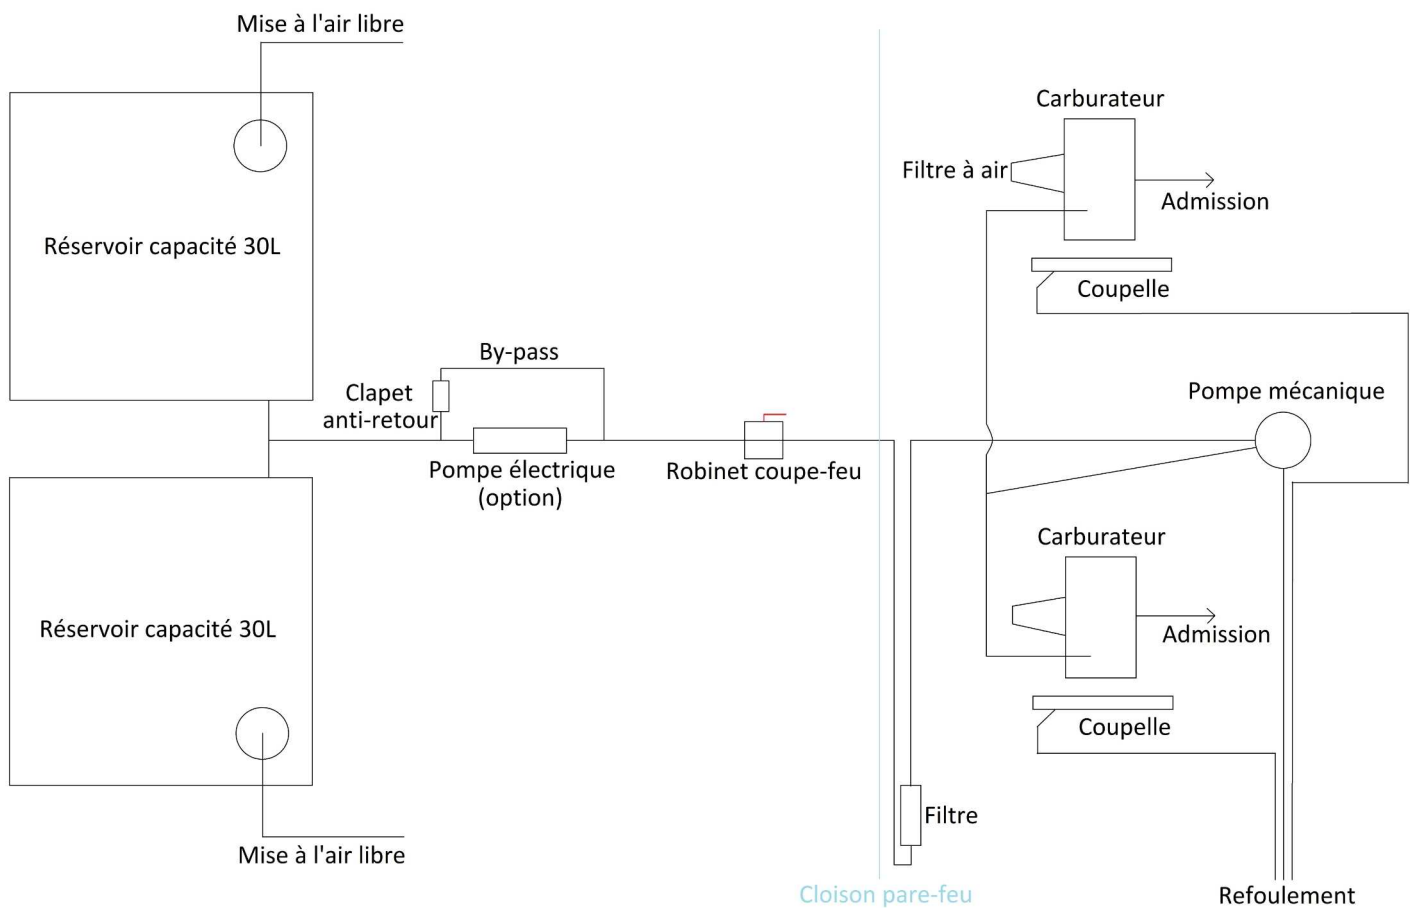 Mise à l'air libre
Carburateur
Filtre à air
Admission
Réservoir capacité 30L
Coupelle
By-pass
Clapet
anti-retour
Pompe mécanique
Pompe électrique
(option)
Robinet coupe-feu
Carburateur
Réservoir capacité 30L
Admission
Coupelle
Filtre
Mise à l'air libre
Cloison pare-feu
Refoulement